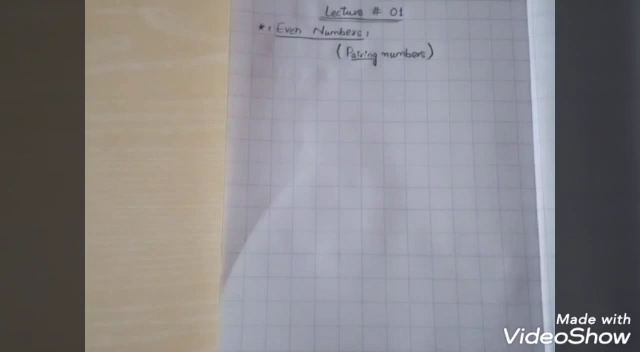 Lecture # 01
*: Even Numbers:
(Pairing numbers)
Made with
VideoShow